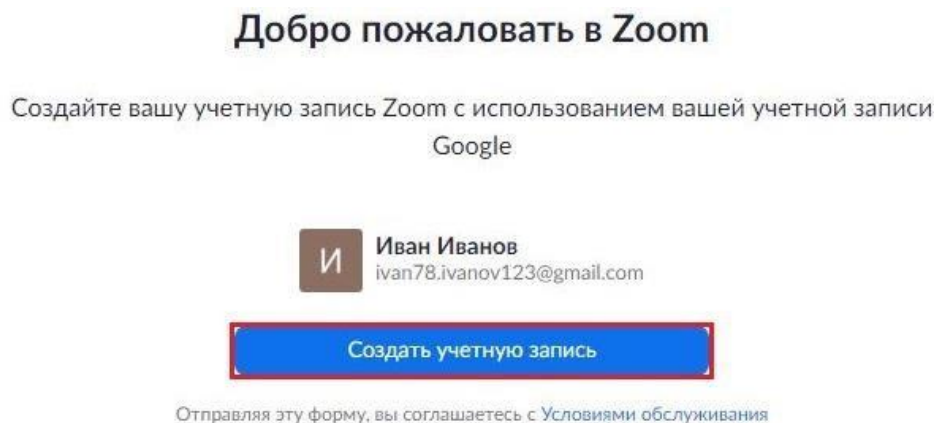 Добро пожаловать в Zoom
Создайте вашу учетную запись Zoom с использованием вашей учетной записи
Google
И
Иван Иванов
ivan78.ivanov123@gmail.com
Создать учетную запись
Отправляя эту форму, вы соглашаетесь с Условиями обслуживания